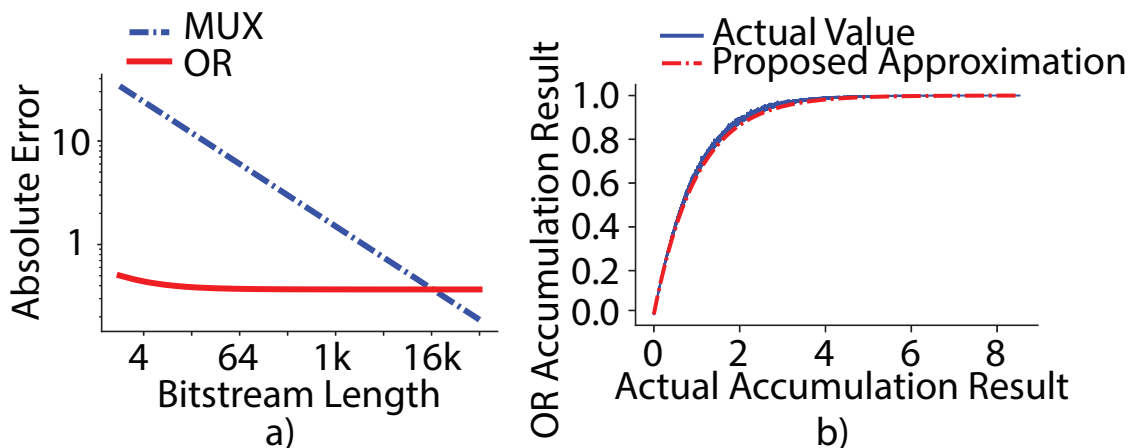 MUX
OR
Absolute Error
10
1
4 64 1k 16k
Bitstream Length
a)
Actual Value
Proposed Approximation
OR Accumulation Result
1.0
0.8
0.6
0.4
0.2
0.0
0 2 4 6 8
Actual Accumulation Result
b)